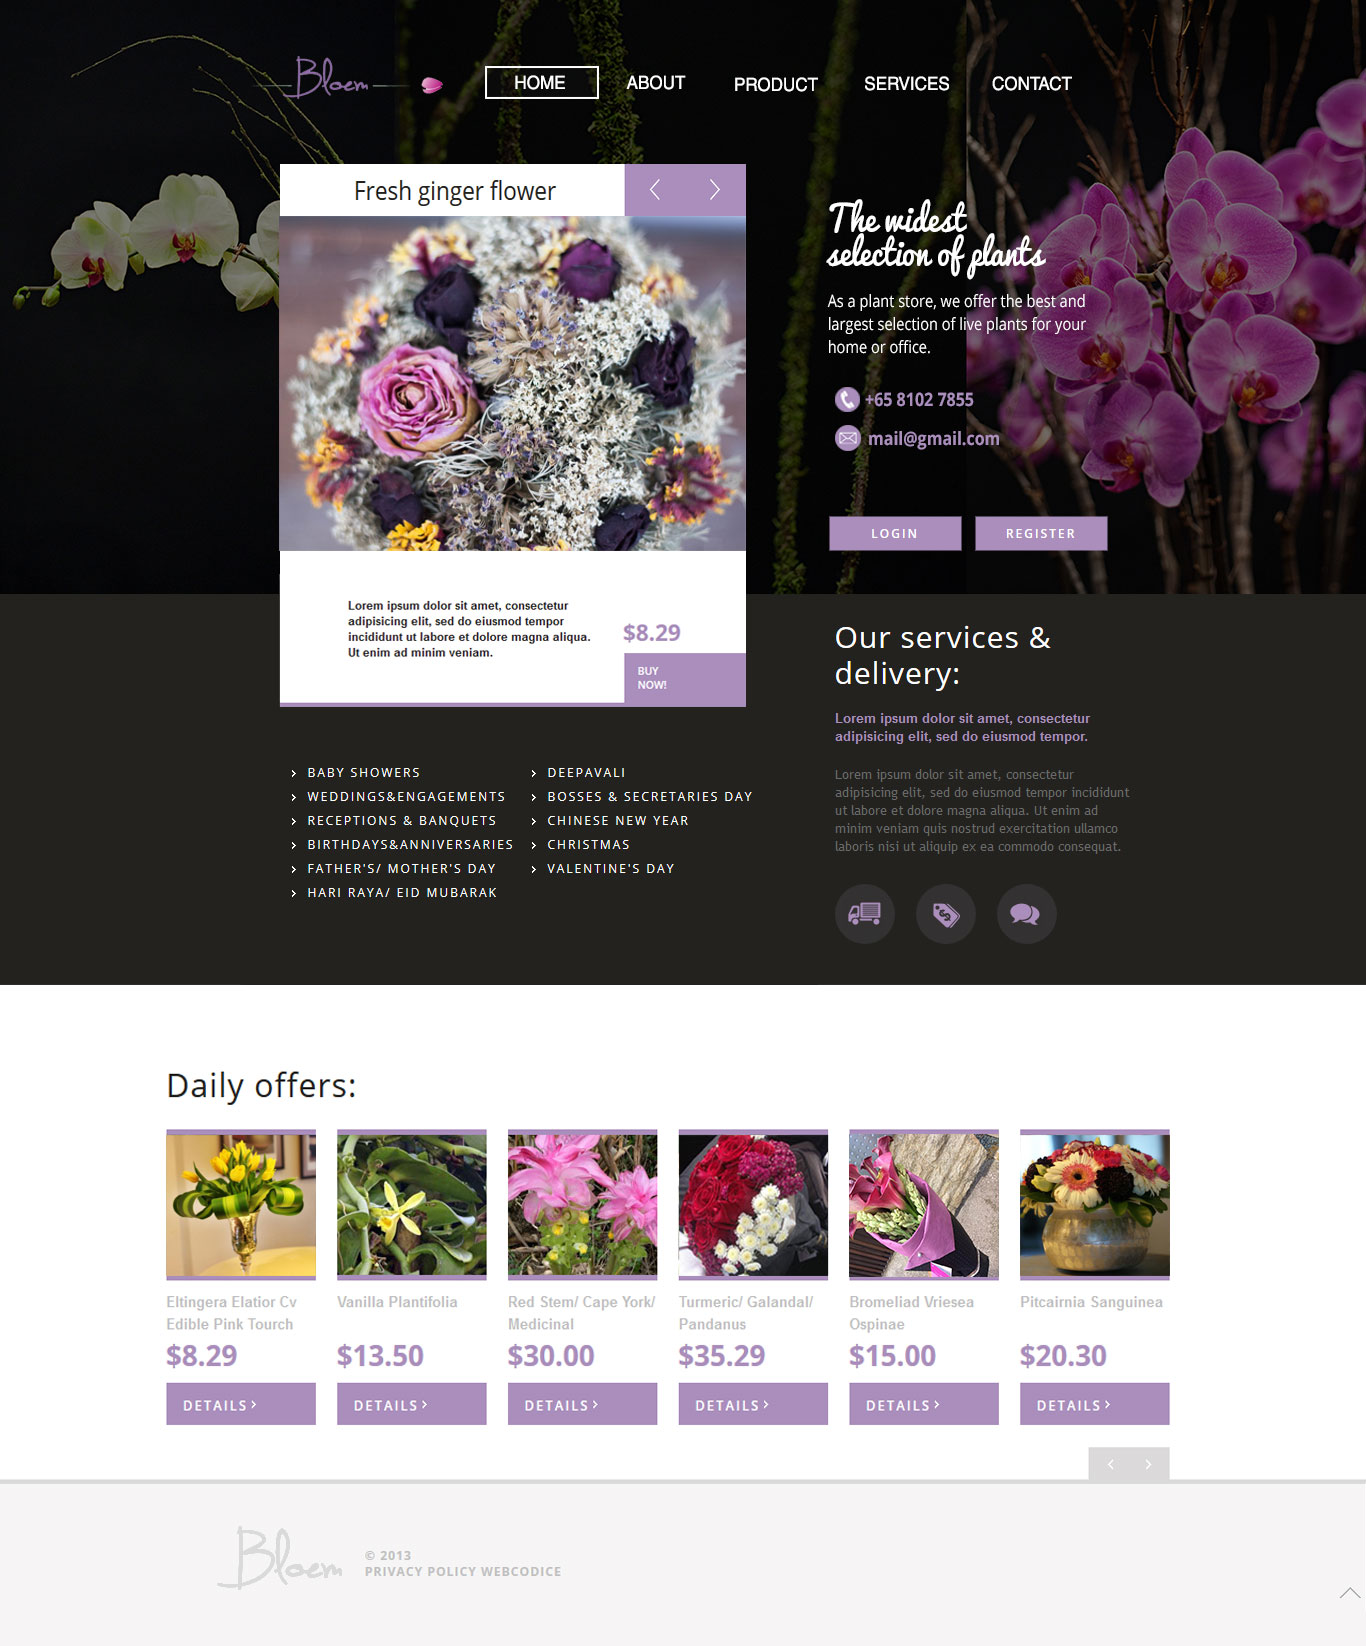 Bloem
HOME
ABOUT
PRODUCT
SERVICES
CONTACT
Fresh ginger flower
The widest
selection of plants
As a plant store, we offer the best and
largest selection of live plants for your
home or office.
+65 8102 7855
mail@gmail.com
LOGIN
REGISTER
Lorem ipsum dolor sit amet, consectetur
adipisicing elit, sed do eiusmod tempor
incididunt ut labore et dolore magna aliqua.
Ut enim ad minim veniam.
$8.29
BUY
NOW!
Our services &
delivery:
Lorem ipsum dolor sit amet, consectetur
adipisicing elit, sed do eiusmod tempor.
Lorem ipsum dolor sit amet, consectetur
adipisicing elit, sed do eiusmod tempor incididunt
ut labore et dolore magna aliqua. Ut enim ad
minim veniam quis nostrud exercitation ullamco
laboris nisi ut aliquip ex ea commodo consequat.
BABY SHOWERS
WEDDINGS&ENGAGEMENTS
RECEPTIONS & BANQUETS
BIRTHDAYS&ANNIVERSARIES
FATHER'S/ MOTHER'S DAY
HARI RAYA/ EID MUBARAK
DEEPAVALI
BOSSES & SECRETARIES DAY
CHINESE NEW YEAR
CHRISTMAS
VALENTINE'S DAY
Daily offers:
Eltingera Elatior Cv
Edible Pink Tourch
$8.29
DETAILS
Vanilla Plantifolia
$13.50
DETAILS
Red Stem/ Cape York/
Medicinal
$30.00
DETAILS
Turmeric/ Galandal/
Pandanus
$35.29
DETAILS
Bromeliad Vriesea
Ospinae
$15.00
DETAILS
Pitcairnia Sanguinea
$20.30
DETAILS
Bloem
© 2013
PRIVACY POLICY WEBCODICE